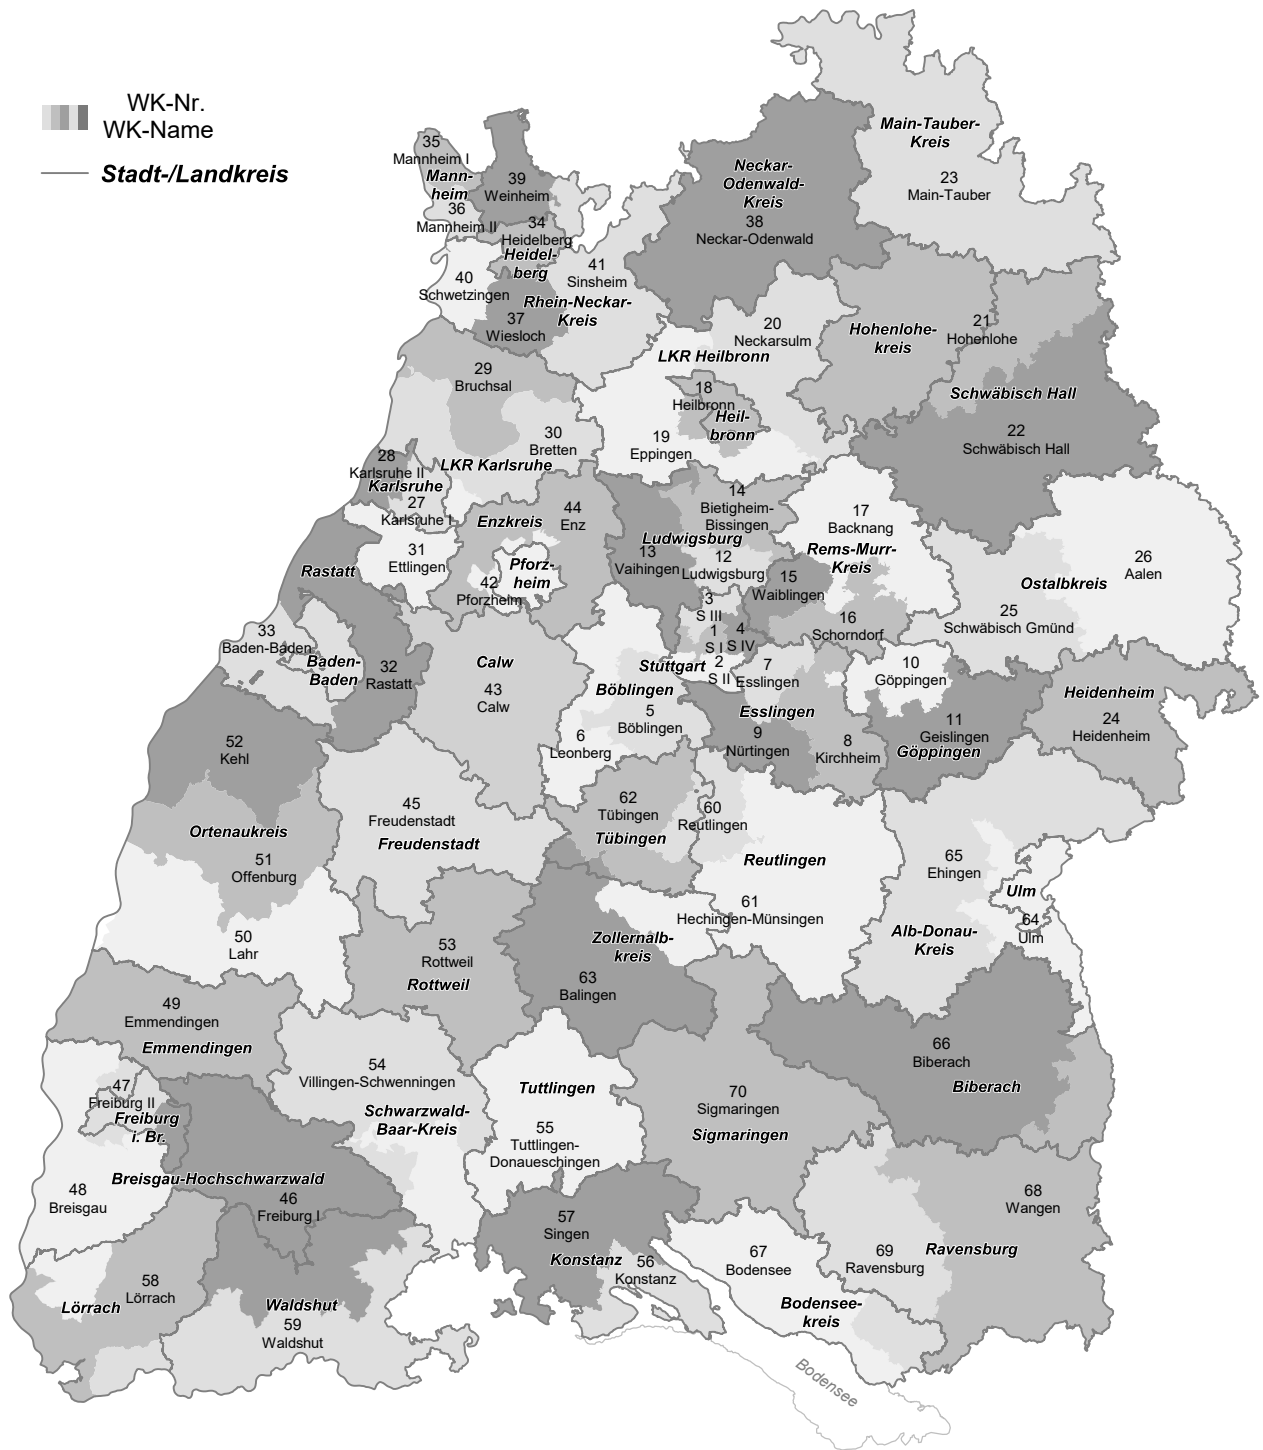 WK-Nr.
WK-Name
Stadt-/Landkreis
Main-Tauber-
Kreis
23
Main-Tauber
35
Mannheim I
Mann-
heim
36
Mannheim II
39
Weinheim
34
Heidelberg
Heidel-
berg
Neckar-
Odenwald-
Kreis
38
Neckar-Odenwald
40
Schwetzingen
41
Sinsheim
Rhein-Neckar-
Kreis
37
Wiesloch
20
Neckarsulm
LKR Heilbronn
Hohenlohe-
kreis
21
Hohenlohe
29
Bruchsal
18
Heilbronn
Heil-
bronn
Schwäbisch Hall
22
Schwäbisch Hall
30
Bretten
19
Eppingen
28
Karlsruhe II
Karlsruhe
LKR Karlsruhe
27
Karlsruhe I
44
Enz
Enzkreis
14
Bietigheim-
Bissingen
17
Backnang
Rems-Murr-
Kreis
31
Ettlingen
Pforz-
heim
42
Pforzheim
Ludwigsburg
13
Vaihingen
12
Ludwigsburg
15
Waiblingen
26
Aalen
Ostalbkreis
25
Schwäbisch Gmünd
Rastatt
3
S III
1
S I
4
S IV
16
Schorndorf
33
Baden-Baden
Baden-
Baden
32
Rastatt
Calw
43
Calw
Stuttgart
2
S II
7
Esslingen
10
Göppingen
Böblingen
5
Böblingen
6
Leonberg
Esslingen
9
Nürtingen
8
Kirchheim
11
Geislingen
Göppingen
Heidenheim
24
Heidenheim
52
Kehl
45
Freudenstadt
Freudenstadt
62
Tübingen
Tübingen
60
Reutlingen
Reutlingen
Ortenaukreis
51
Offenburg
65
Ehingen
Ulm
64
Ulm
61
Hechingen-Münsingen
Alb-Donau-
Kreis
50
Lahr
53
Rottweil
Rottweil
Zollernalb-
kreis
63
Balingen
49
Emmendingen
Emmendingen
54
Villingen-Schwenningen
Schwarzwald-
Baar-Kreis
Tuttlingen
55
Tuttlingen-
Donaueschingen
70
Sigmaringen
Sigmaringen
66
Biberach
Biberach
47
Freiburg II
Freiburg
i. Br.
Breisgau-Hochschwarzwald
46
Freiburg I
48
Breisgau
57
Singen
Konstanz
56
Konstanz
67
Bodensee
Bodensee-
kreis
69
Ravensburg
Ravensburg
68
Wangen
58
Lörrach
Lörrach
Waldshut
59
Waldshut
Bodensee